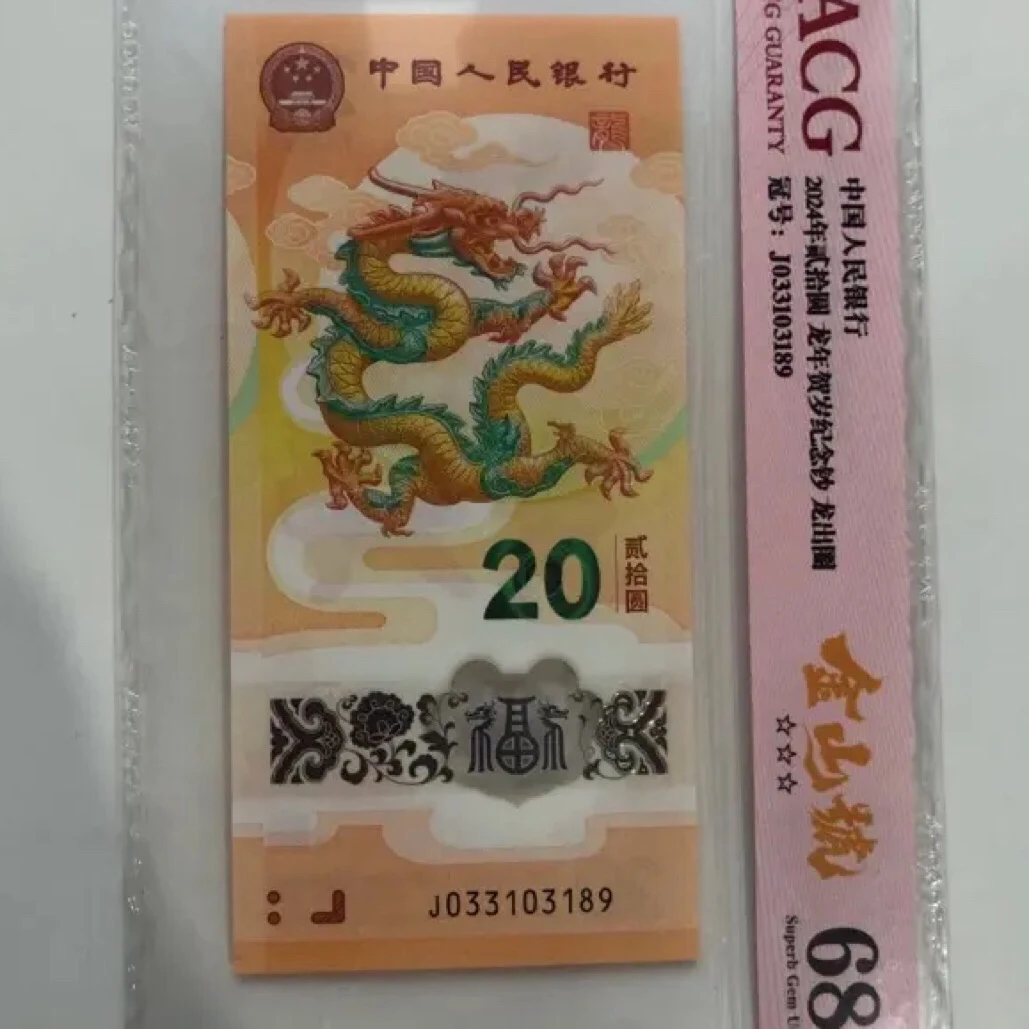 中国人民银行
龍
20
贰拾圆
福
J033103189
ACG
G GUARANTY
中国人民银行
2024年贰拾圆 龙年贺岁纪念钞 龙出圈
冠号：J033103189
金山號
☆☆☆
68
Superb Gem U